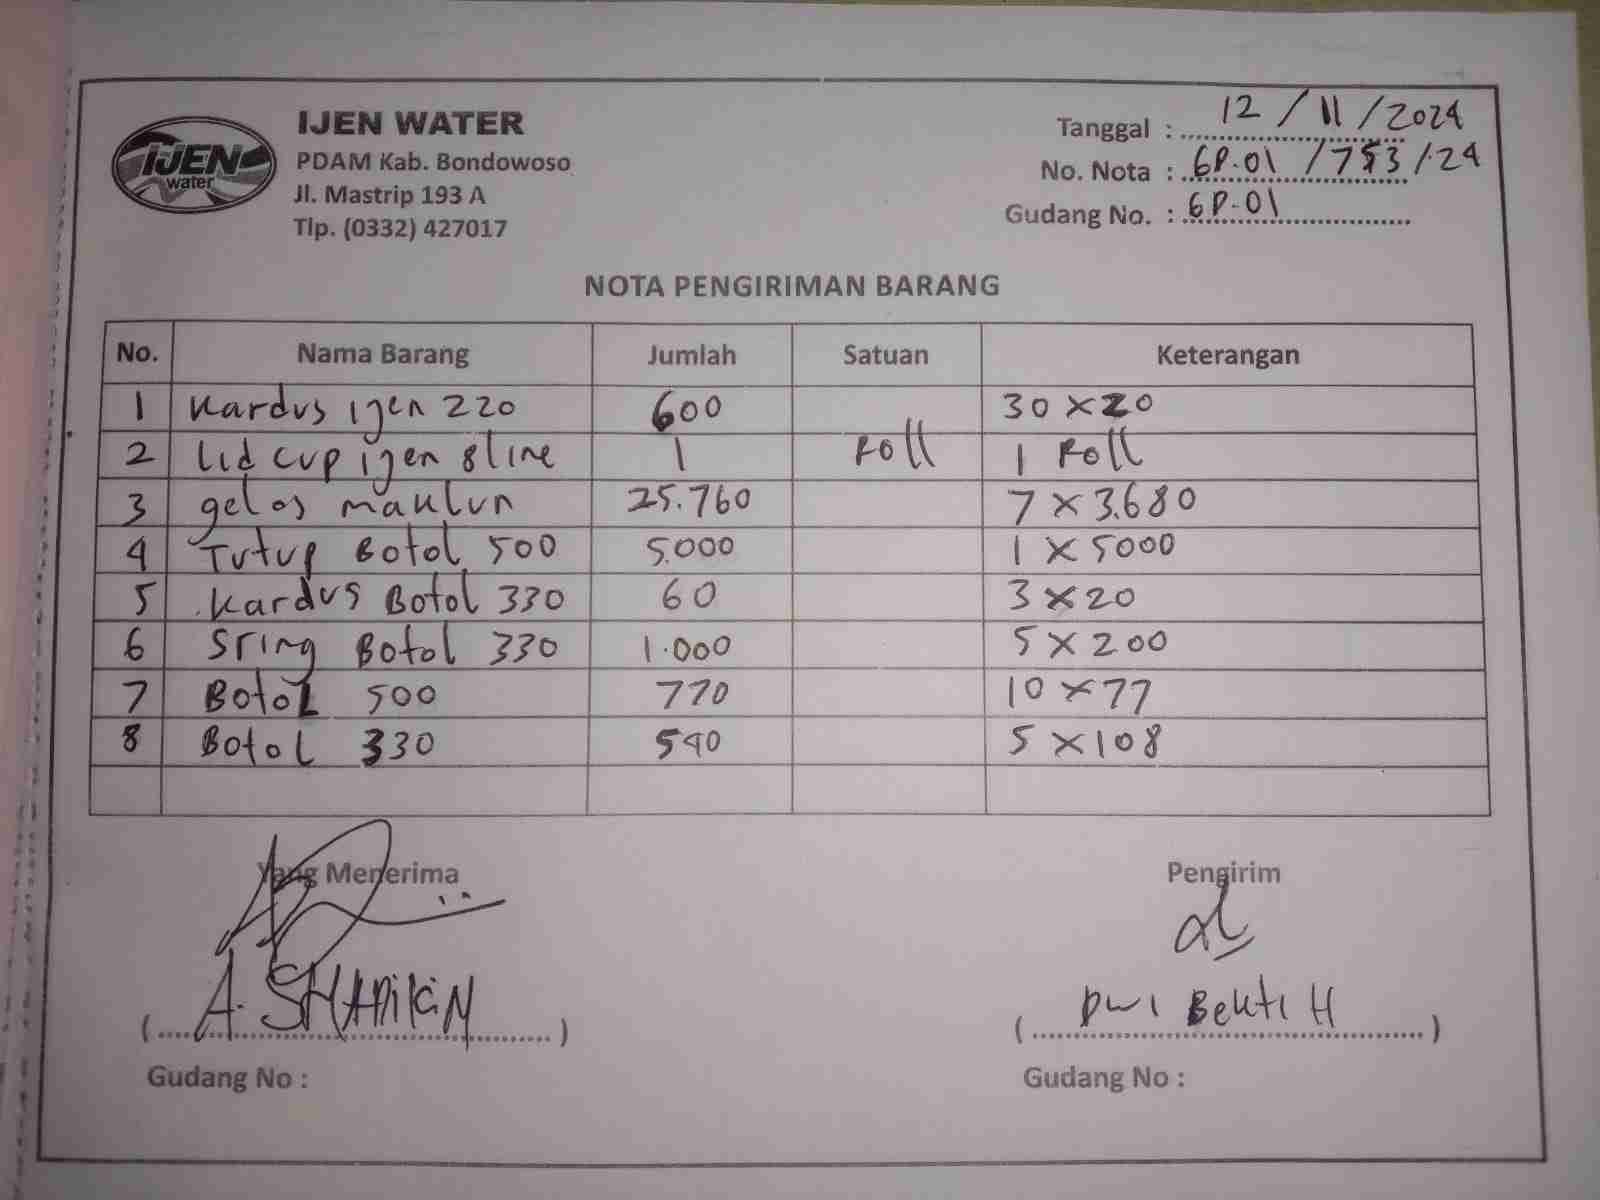 IJEN
water
IJEN WATER
PDAM Kab. Bondowoso
Jl. Mastrip 193 A
Tlp. (0332) 427017
Tanggal : 12 / 11 / 2024
No. Nota : GP.01 / 753 / .24
Gudang No. : GP.01
NOTA PENGIRIMAN BARANG
No. Nama Barang Jumlah Satuan Keterangan
1 Kardus ijen 220 600 30 x 20
2 Lid cup ijen 8 line 1 Roll 1 Roll
3 gelas maklun 25.760 7 x 3.680
4 Tutup Botol 500 5.000 1 x 5000
5 Kardus Botol 330 60 3 x 20
6 Sring Botol 330 1.000 5 x 200
7 Botol 500 770 10 x 77
8 Botol 330 540 5 x 108
Yang Menerima Pengirim
( A. SHADIKIN ) ( Dwi Bekti H )
Gudang No : Gudang No :